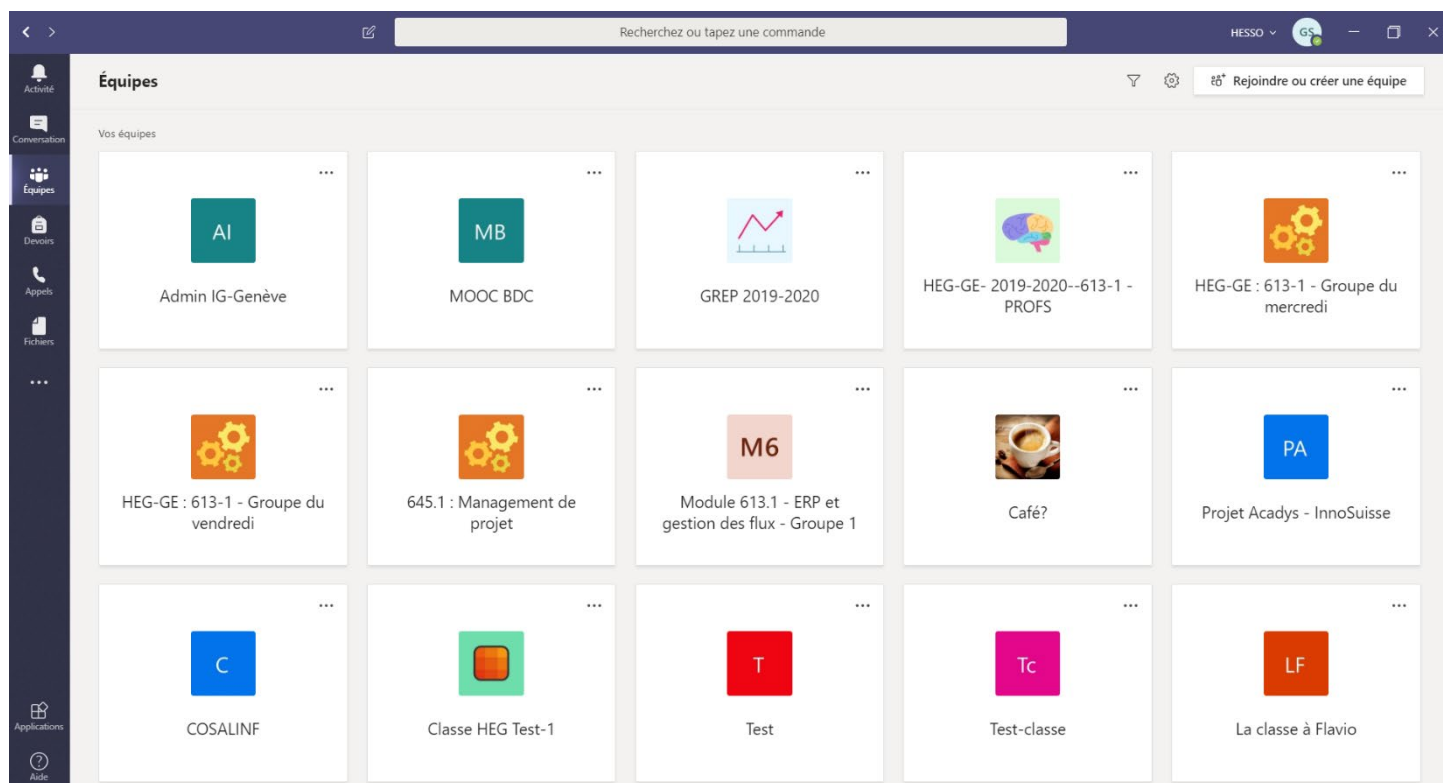 Recherchez ou tapez une commande
HESSO
GS
Activité
Conversation
Équipes
Devoirs
Appels
Fichiers
Applications
Aide
Équipes
Rejoindre ou créer une équipe
Vos équipes
AI
Admin IG-Genève
MB
MOOC BDC
GREP 2019-2020
HEG-GE- 2019-2020--613-1 -
PROFS
HEG-GE : 613-1 - Groupe du
mercredi
HEG-GE : 613-1 - Groupe du
vendredi
645.1 : Management de
projet
M6
Module 613.1 - ERP et
gestion des flux - Groupe 1
Café?
PA
Projet Acadys - InnoSuisse
C
COSALINF
Classe HEG Test-1
T
Test
Tc
Test-classe
LF
La classe à Flavio